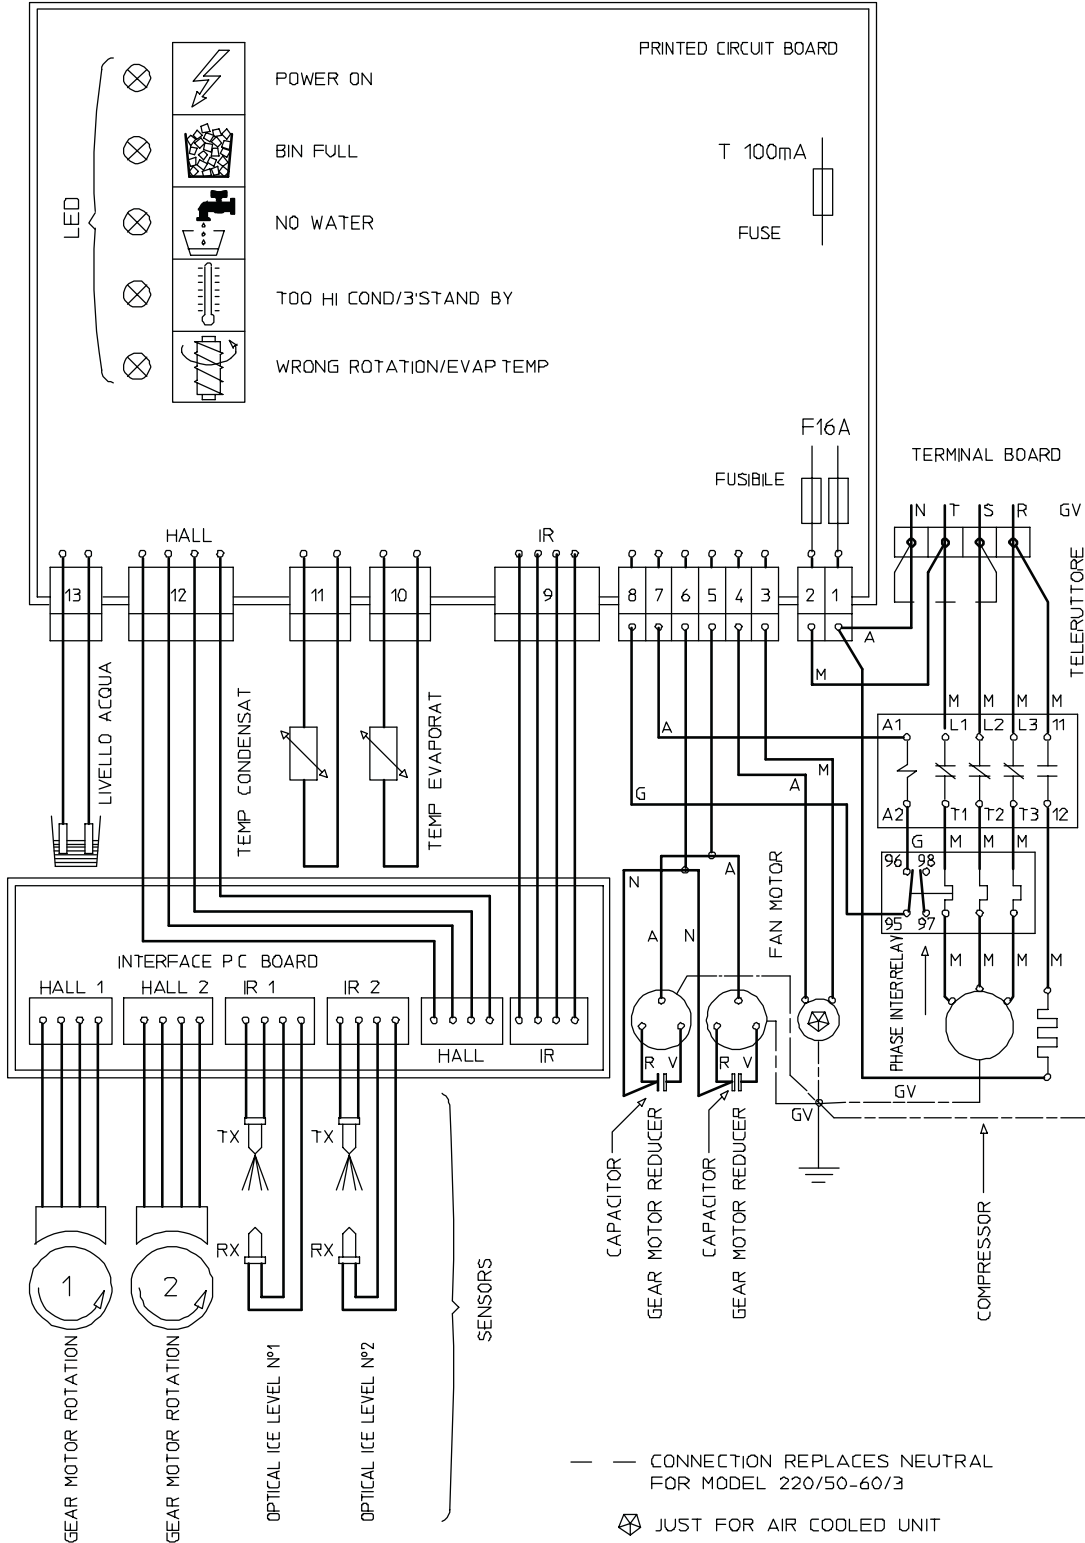 PRINTED CIRCUIT BOARD
LED
POWER ON
BIN FULL
NO WATER
TOO HI COND/3'STAND BY
WRONG ROTATION/EVAP TEMP
T 100mA
FUSE
F16A
FUSIBILE
TERMINAL BOARD
N T S R GV
HALL
IR
13 12 11 10 9 8 7 6 5 4 3 2 1
TELERUTTORE
A
M
LIVELLO ACQUA
TEMP CONDENSAT
TEMP EVAPORAT
M M M M
A1 L1 L2 L3 11
A
M
A
G
A2 T1 T2 T3 12
G M M M
96 98
95 97
N A
A N
FAN MOTOR
PHASE INTERRELAY
M M M M
INTERFACE PC BOARD
HALL 1 HALL 2 IR 1 IR 2
HALL IR
R V R V
GV
GV
TX TX
RX RX
CAPACITOR
GEAR MOTOR REDUCER
CAPACITOR
GEAR MOTOR REDUCER
COMPRESSOR
1 2
SENSORS
GEAR MOTOR ROTATION
GEAR MOTOR ROTATION
OPTICAL ICE LEVEL Nº1
OPTICAL ICE LEVEL Nº2
CONNECTION REPLACES NEUTRAL
FOR MODEL 220/50-60/3
JUST FOR AIR COOLED UNIT